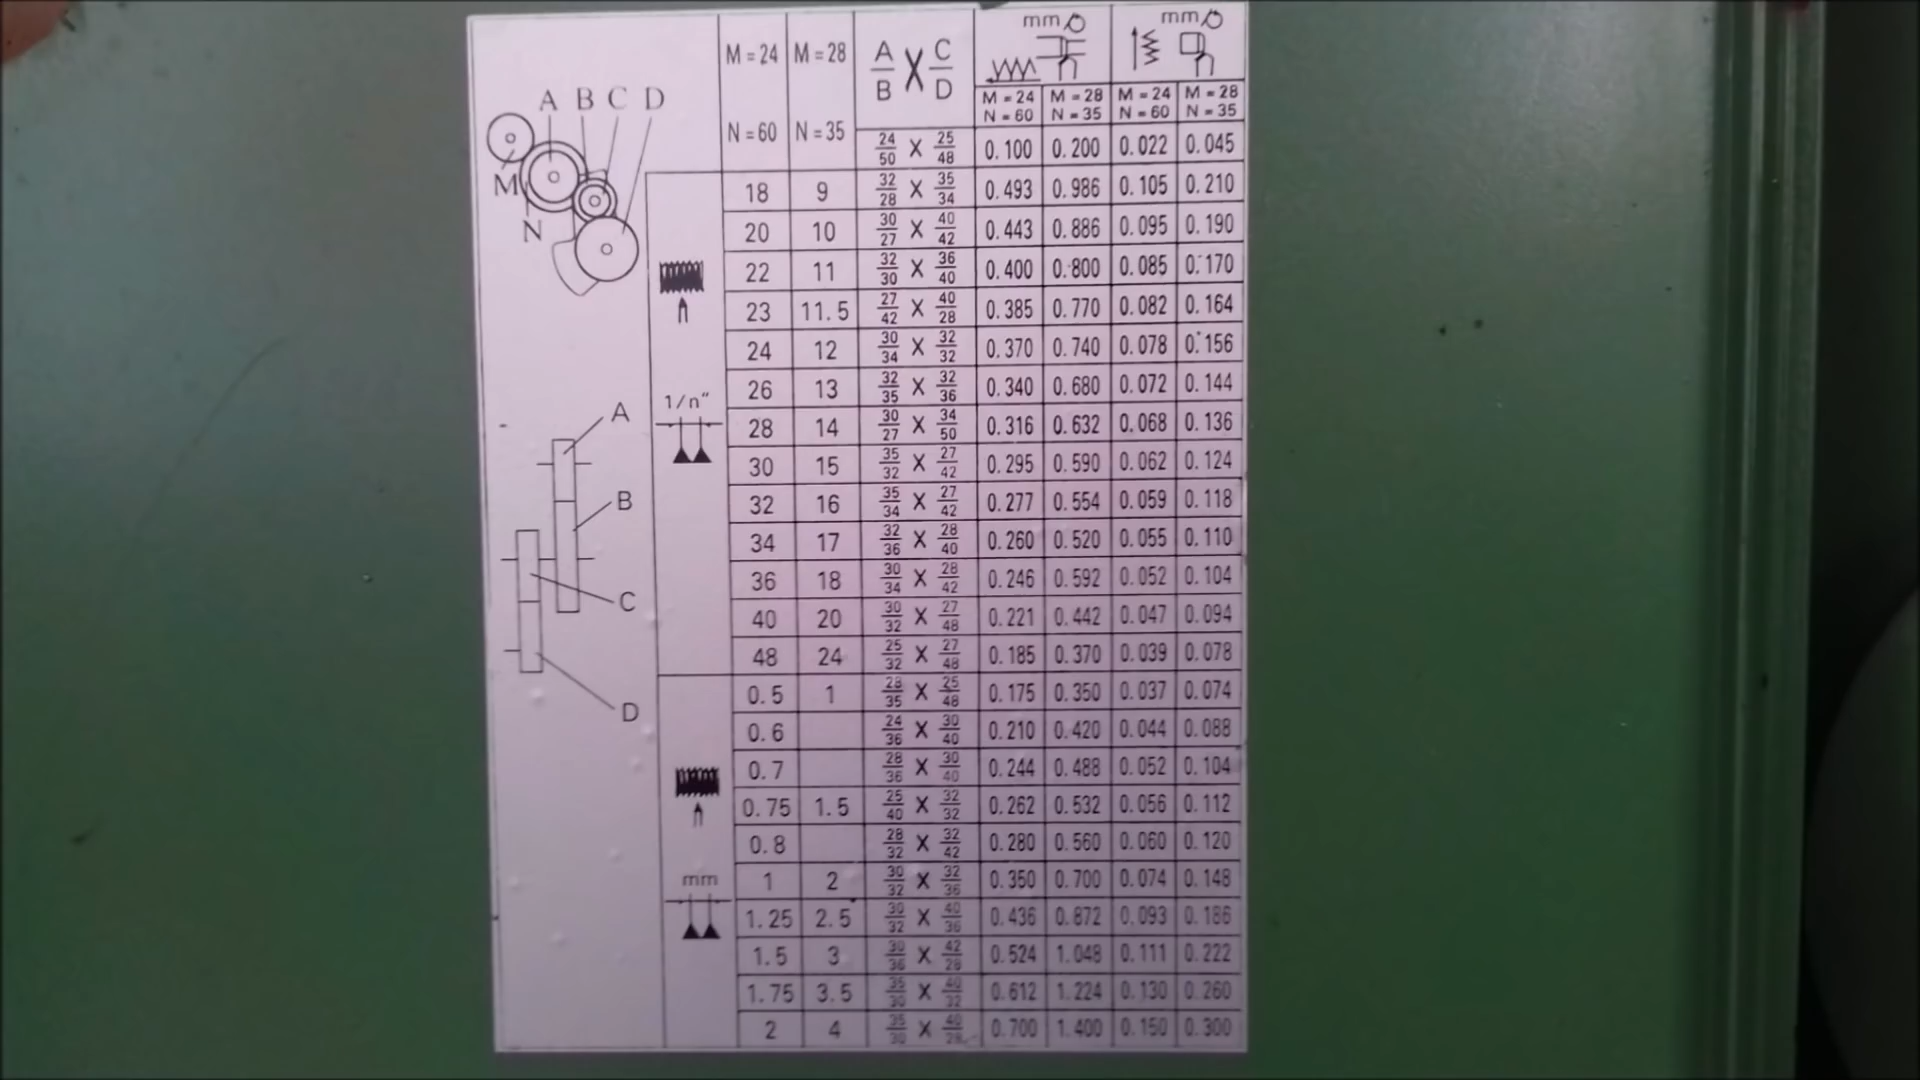 M = 24 M = 28 A/B X C/D mm mm
N = 60 N = 35
M = 24 M = 28 M = 24 M = 28
N = 60 N = 35 N = 60 N = 35
A B C D
M
N
24/50 X 25/48 0.100 0.200 0.022 0.045
18 9 32/28 X 35/34 0.493 0.986 0.105 0.210
20 10 30/27 X 40/42 0.443 0.886 0.095 0.190
22 11 32/30 X 36/40 0.400 0.800 0.085 0.170
23 11.5 27/42 X 40/28 0.385 0.770 0.082 0.164
24 12 30/34 X 32/32 0.370 0.740 0.078 0.156
26 13 32/35 X 32/36 0.340 0.680 0.072 0.144
1/n"
28 14 30/27 X 34/50 0.316 0.632 0.068 0.136
30 15 35/32 X 27/42 0.295 0.590 0.062 0.124
32 16 35/34 X 27/42 0.277 0.554 0.059 0.118
34 17 32/36 X 28/40 0.260 0.520 0.055 0.110
36 18 30/34 X 28/42 0.246 0.592 0.052 0.104
40 20 30/32 X 27/48 0.221 0.442 0.047 0.094
48 24 25/32 X 27/48 0.185 0.370 0.039 0.078
A
B
C
D
0.5 1 28/35 X 25/48 0.175 0.350 0.037 0.074
0.6 24/36 X 30/40 0.210 0.420 0.044 0.088
0.7 28/36 X 30/40 0.244 0.488 0.052 0.104
0.75 1.5 25/40 X 32/32 0.262 0.532 0.056 0.112
0.8 28/32 X 32/42 0.280 0.560 0.060 0.120
mm
1 2 30/32 X 32/36 0.350 0.700 0.074 0.148
1.25 2.5 30/32 X 40/36 0.436 0.872 0.093 0.186
1.5 3 30/36 X 42/28 0.524 1.048 0.111 0.222
1.75 3.5 35/30 X 40/32 0.612 1.224 0.130 0.260
2 4 35/30 X 40/28 0.700 1.400 0.150 0.300